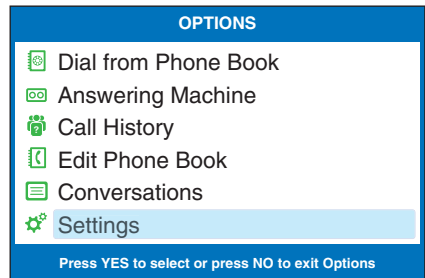 OPTIONS
Dial from Phone Book
Answering Machine
Call History
Edit Phone Book
Conversations
Settings
Press YES to select or press NO to exit Options